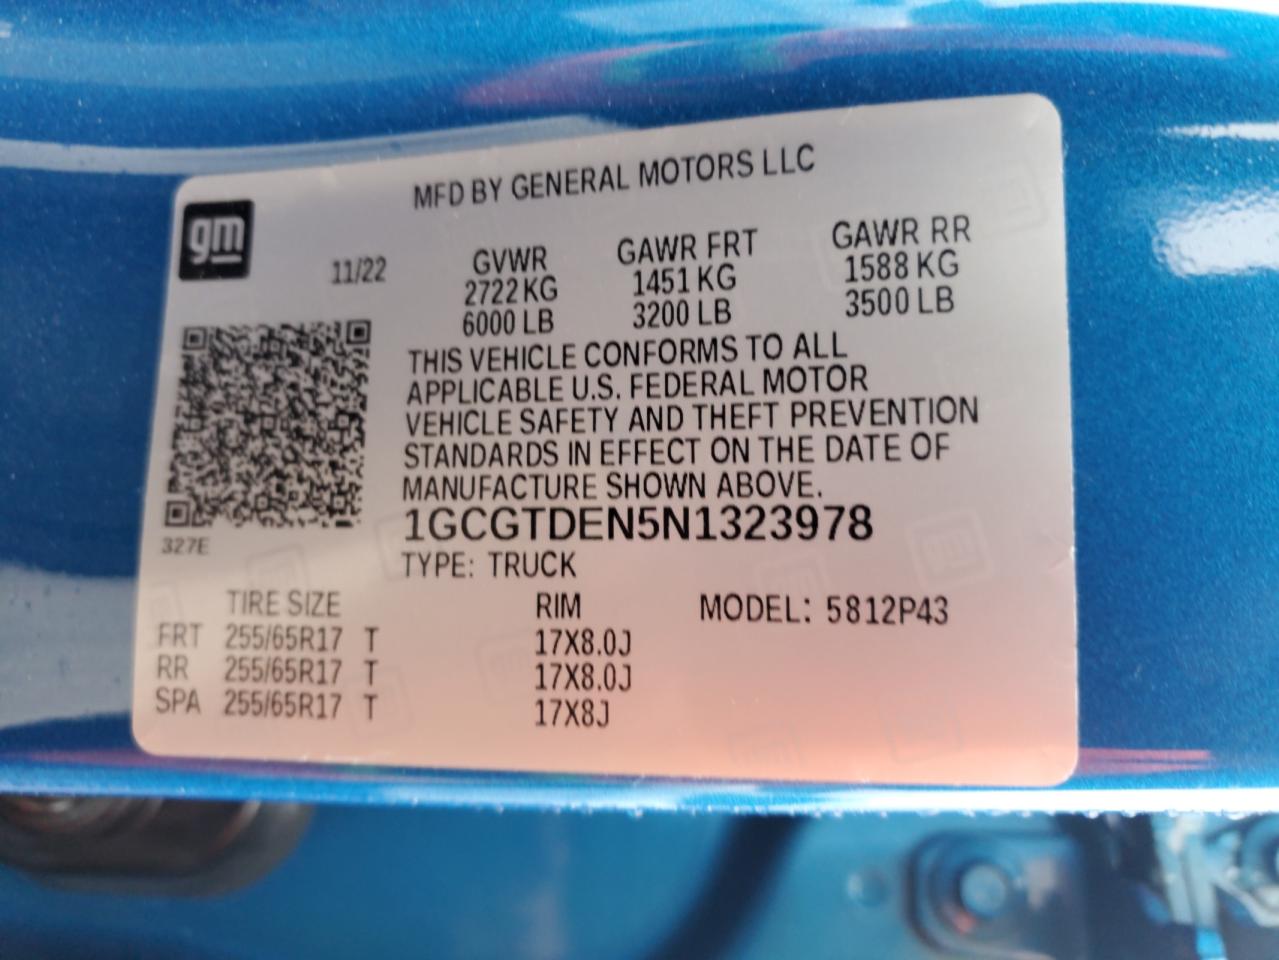 MFD BY GENERAL MOTORS LLC
gm
11/22
GVWR GAWR FRT GAWR RR
2722 KG 1451 KG 1588 KG
6000 LB 3200 LB 3500 LB
THIS VEHICLE CONFORMS TO ALL
APPLICABLE U.S. FEDERAL MOTOR
VEHICLE SAFETY AND THEFT PREVENTION
STANDARDS IN EFFECT ON THE DATE OF
MANUFACTURE SHOWN ABOVE.
1GCGTDEN5N1323978
327E
TYPE: TRUCK
TIRE SIZE RIM MODEL: 5812P43
FRT 255/65R17 T 17X8.0J
RR 255/65R17 T 17X8.0J
SPA 255/65R17 T 17X8J